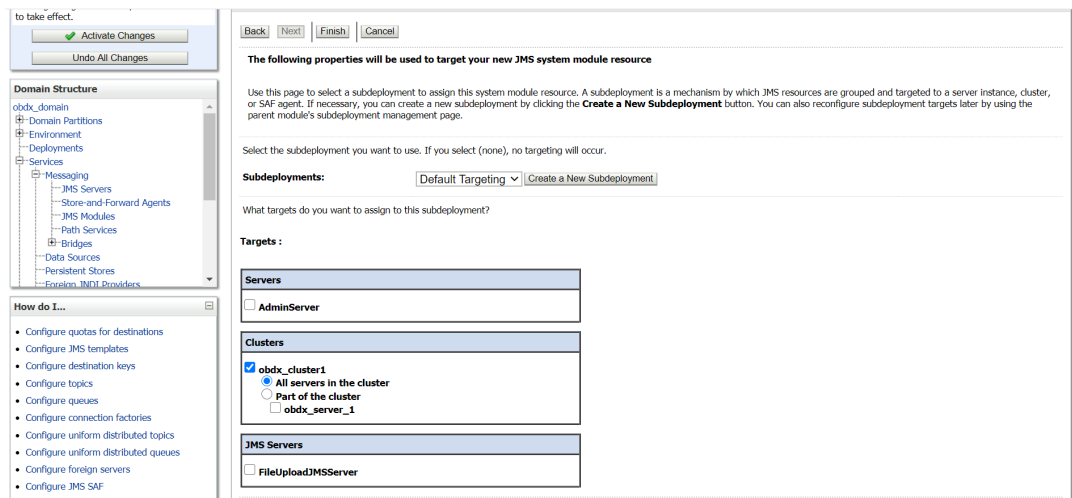 to take effect.
Activate Changes
Undo All Changes
Domain Structure
obdx_domain
Domain Partitions
Environment
Deployments
Services
Messaging
JMS Servers
Store-and-Forward Agents
JMS Modules
Path Services
Bridges
Data Sources
Persistent Stores
Foreign JNDI Providers
How do I...
Configure quotas for destinations
Configure JMS templates
Configure destination keys
Configure topics
Configure queues
Configure connection factories
Configure uniform distributed topics
Configure uniform distributed queues
Configure foreign servers
Configure JMS SAF
Back Next Finish Cancel
The following properties will be used to target your new JMS system module resource
Use this page to select a subdeployment to assign this system module resource. A subdeployment is a mechanism by which JMS resources are grouped and targeted to a server instance, cluster,
or SAF agent. If necessary, you can create a new subdeployment by clicking the Create a New Subdeployment button. You can also reconfigure subdeployment targets later by using the
parent module's subdeployment management page.
Select the subdeployment you want to use. If you select (none), no targeting will occur.
Subdeployments: Default Targeting Create a New Subdeployment
What targets do you want to assign to this subdeployment?
Targets :
Servers
AdminServer
Clusters
obdx_cluster1
All servers in the cluster
Part of the cluster
obdx_server_1
JMS Servers
FileUploadJMSServer